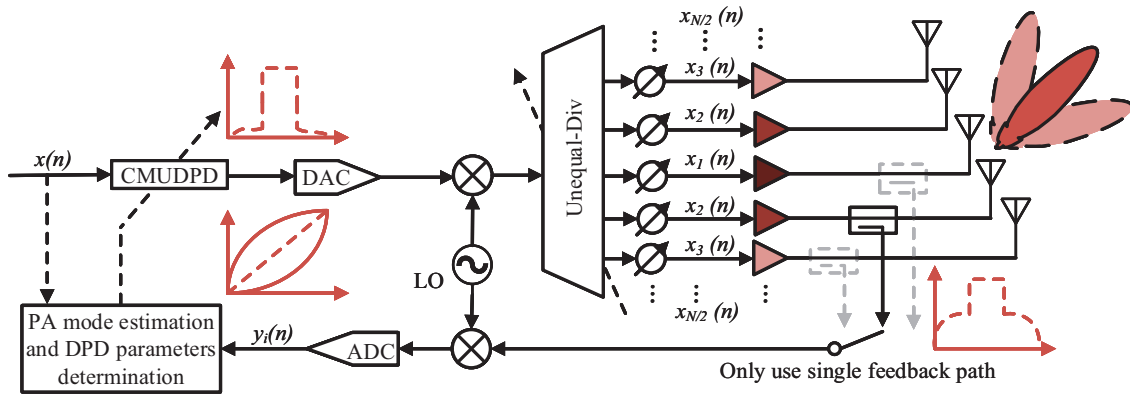 x_{N/2} (n)
x_3 (n)
x_2 (n)
x(n)
CMUDPD
DAC
Unequal-Div
x_1 (n)
x_2 (n)
LO
x_3 (n)
x_{N/2} (n)
PA mode estimation
and DPD parameters
determination
y_i(n)
ADC
Only use single feedback path